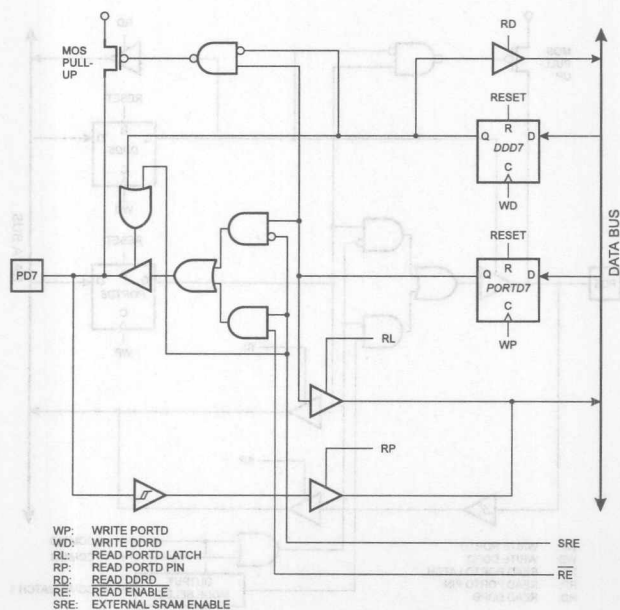 RD
MOS
PULL-
UP
RESET
R
Q
D
DDD7
C
WD
RESET
R
Q
D
PORTD7
C
WP
PD7
DATA BUS
RL
RP
SRE
RE
WP: WRITE PORTD
WD: WRITE DDRD
RL: READ PORTD LATCH
RP: READ PORTD PIN
RD: READ DDRD
RE: READ ENABLE
SRE: EXTERNAL SRAM ENABLE